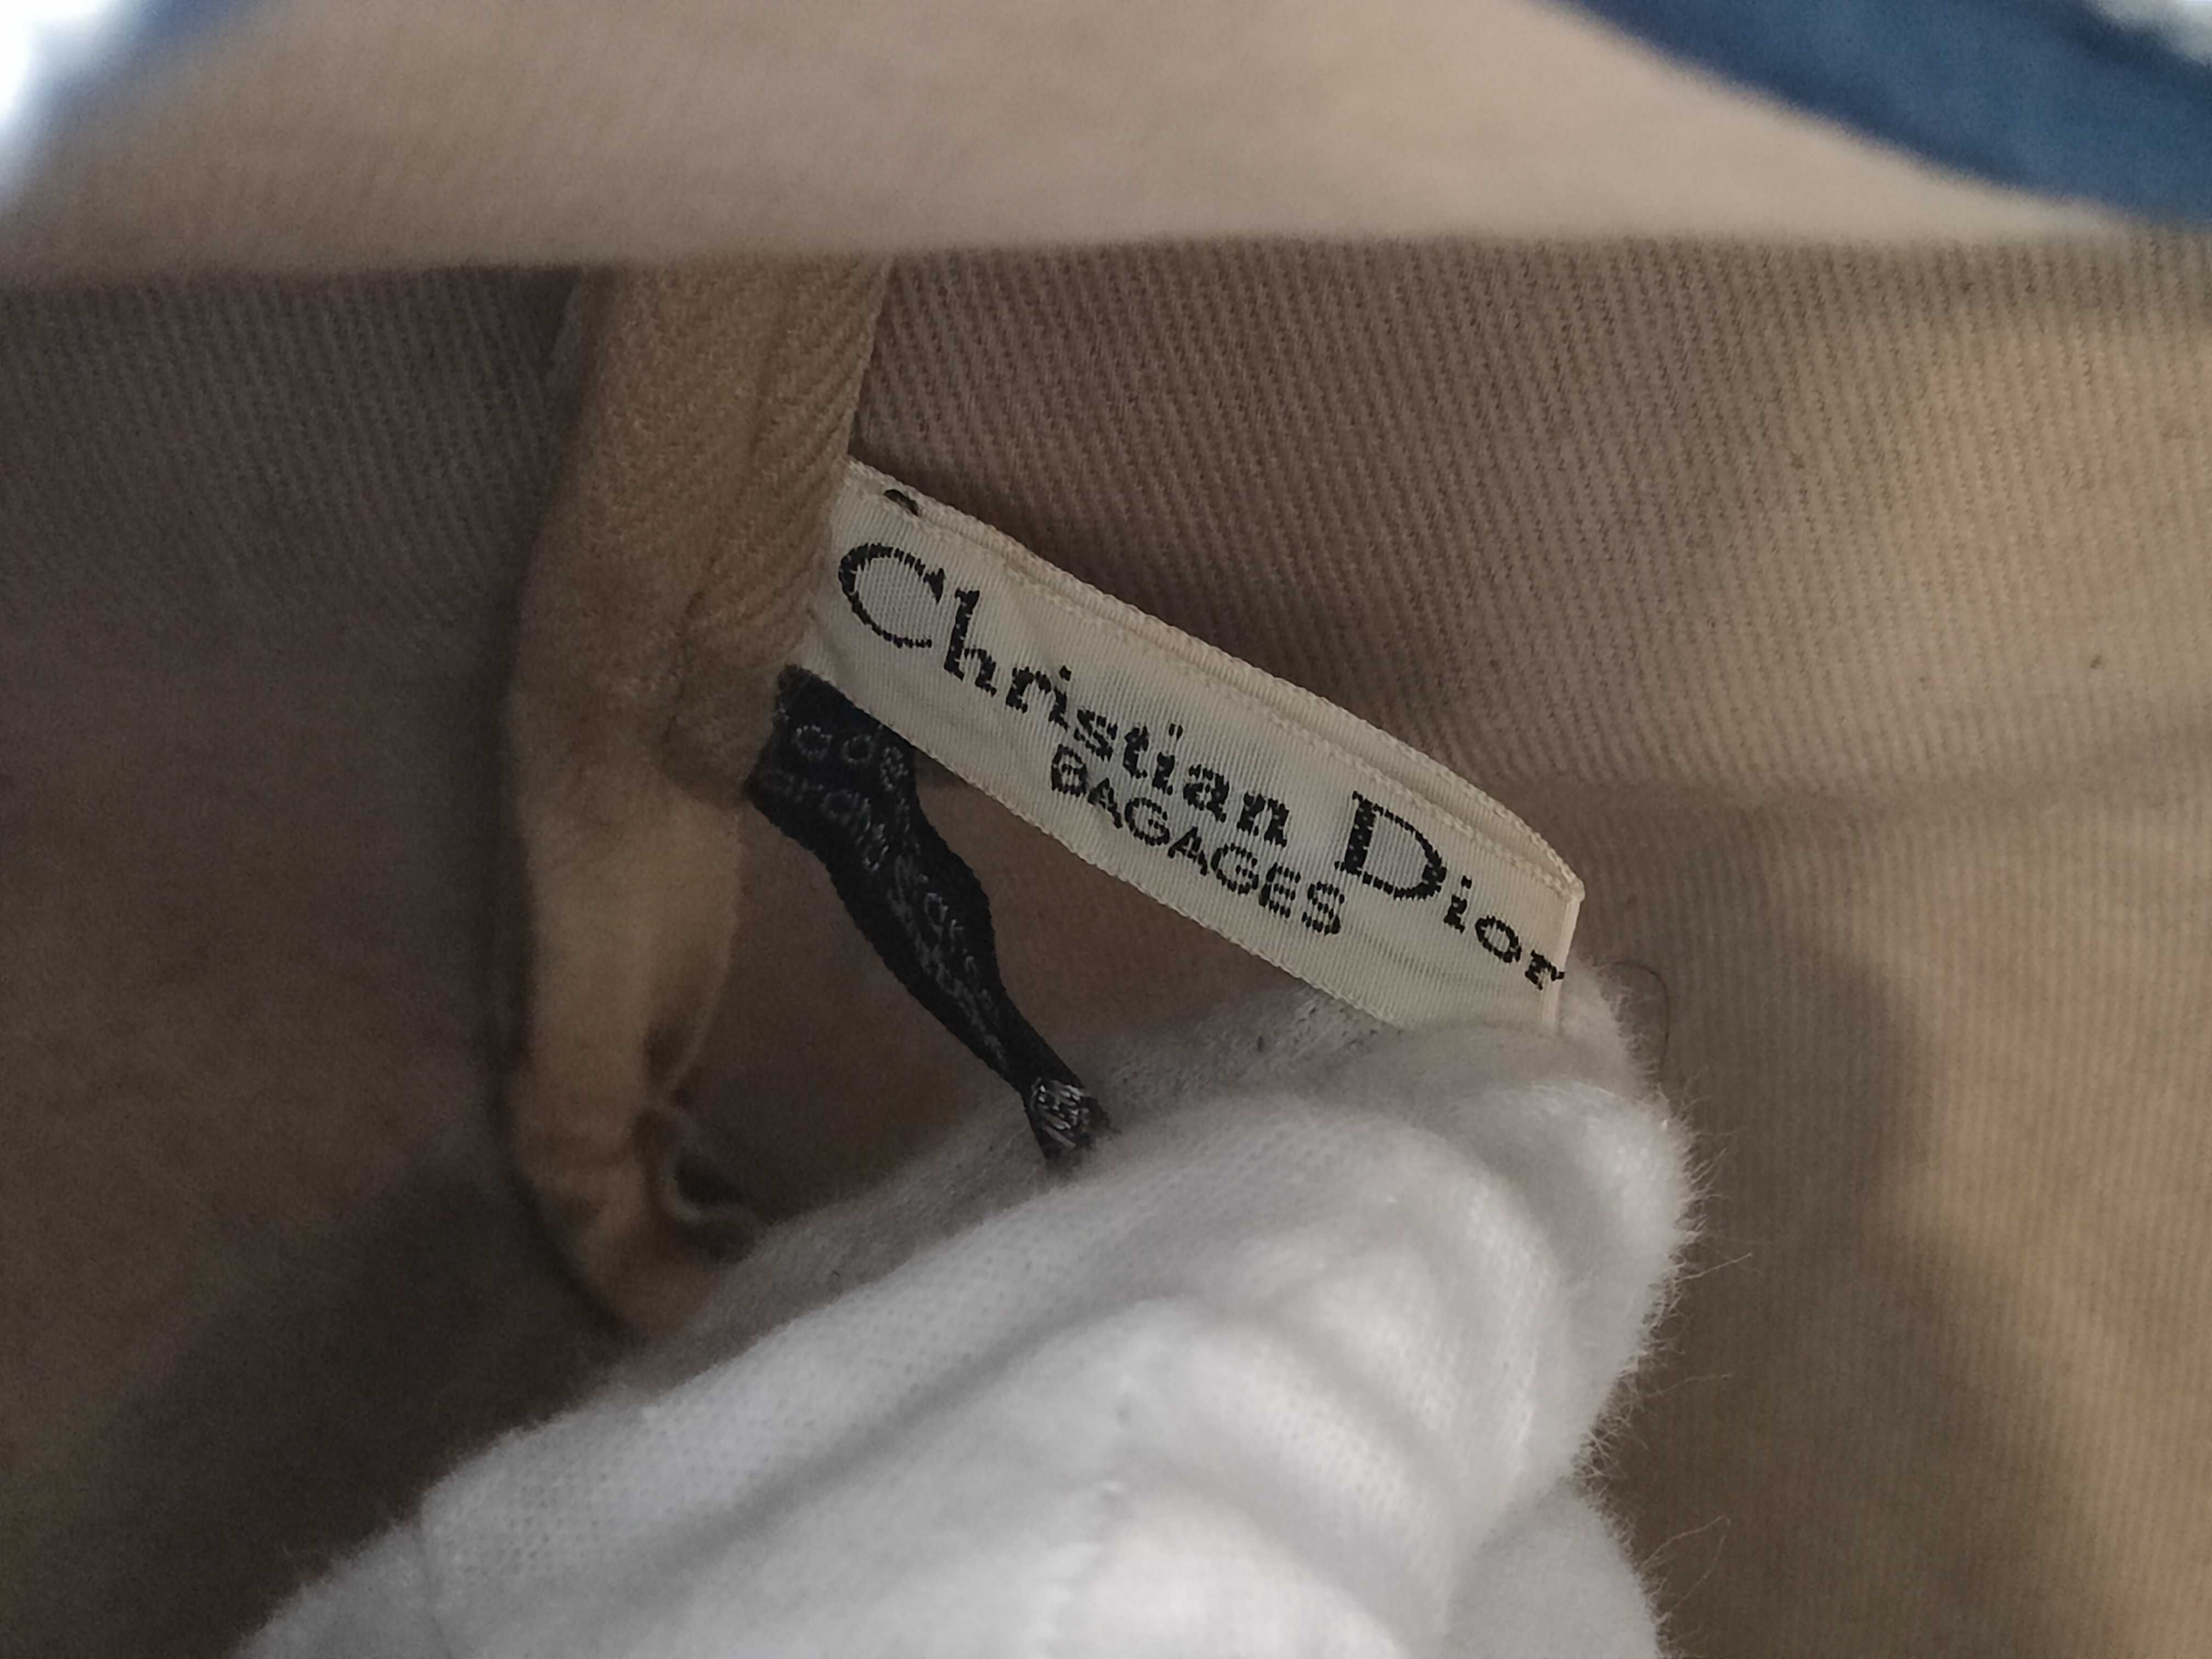 Christian Dior
BAGAGES